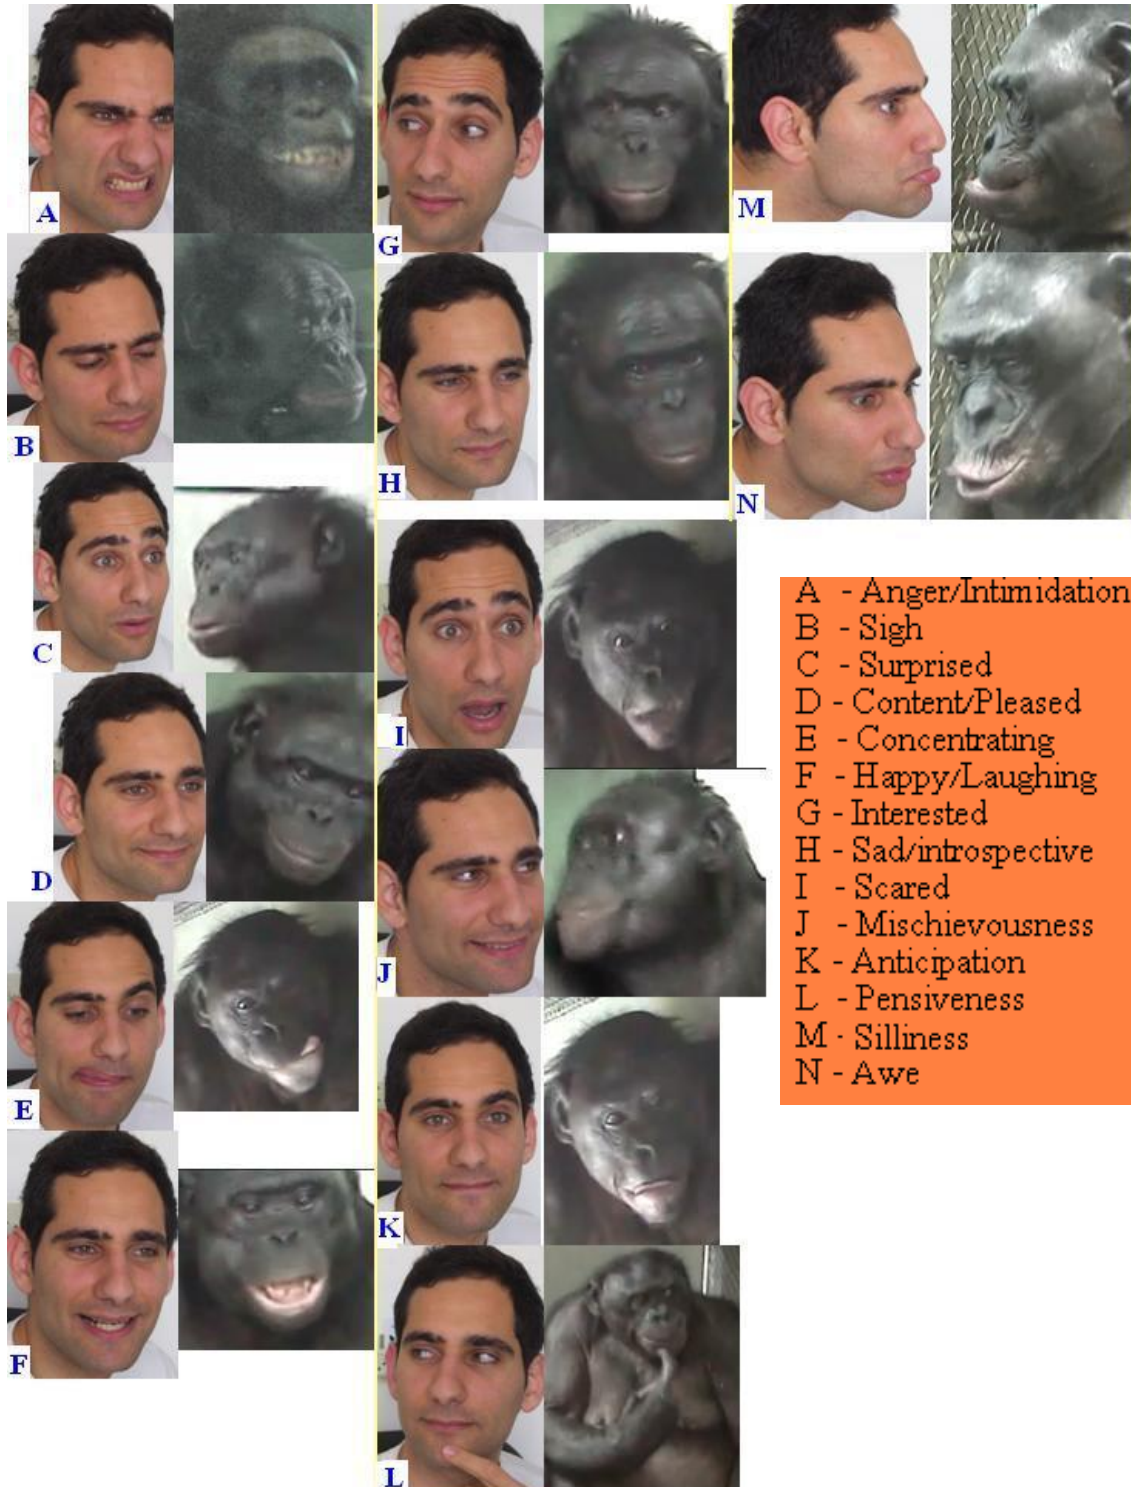 A
B
C
D
E
F
G
H
I
J
K
L
M
N
A - Anger/Intimidation
B - Sigh
C - Surprised
D - Content/Pleased
E - Concentrating
F - Happy/Laughing
G - Interested
H - Sad/introspective
I - Scared
J - Mischievousness
K - Anticipation
L - Pensiveness
M - Silliness
N - Awe